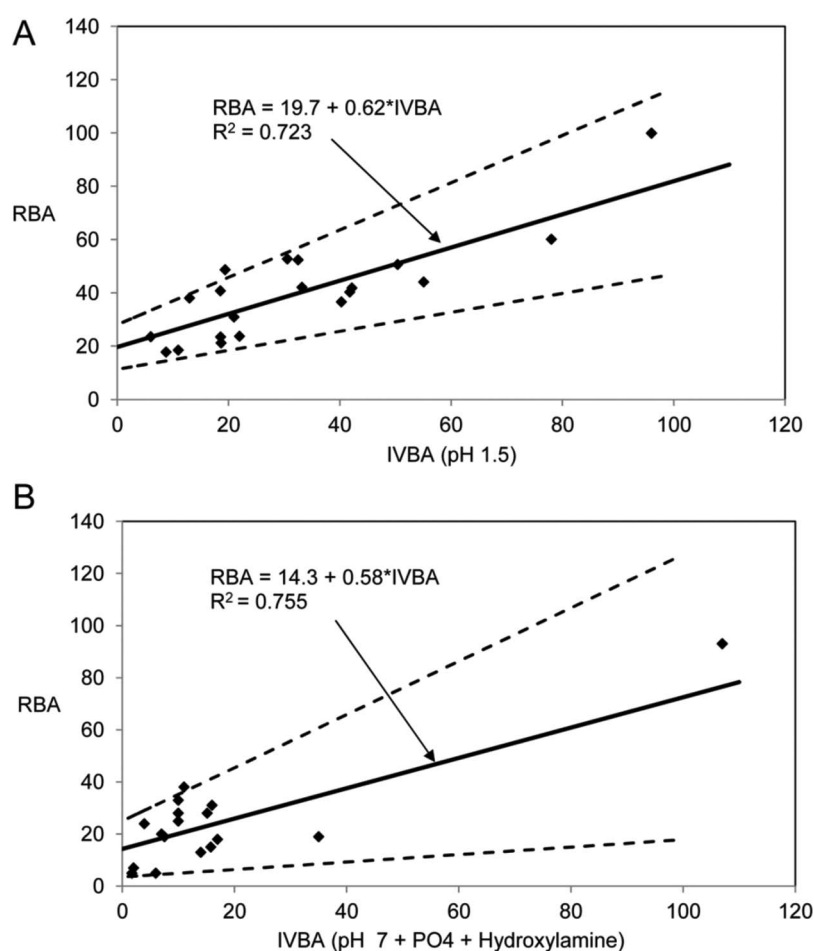 A
140
120
100
80
60
40
20
0
RBA
RBA = 19.7 + 0.62*IVBA
R² = 0.723
0 20 40 60 80 100 120
IVBA (pH 1.5)
B
140
120
100
80
60
40
20
0
RBA
RBA = 14.3 + 0.58*IVBA
R² = 0.755
0 20 40 60 80 100 120
IVBA (pH 7 + PO4 + Hydroxylamine)